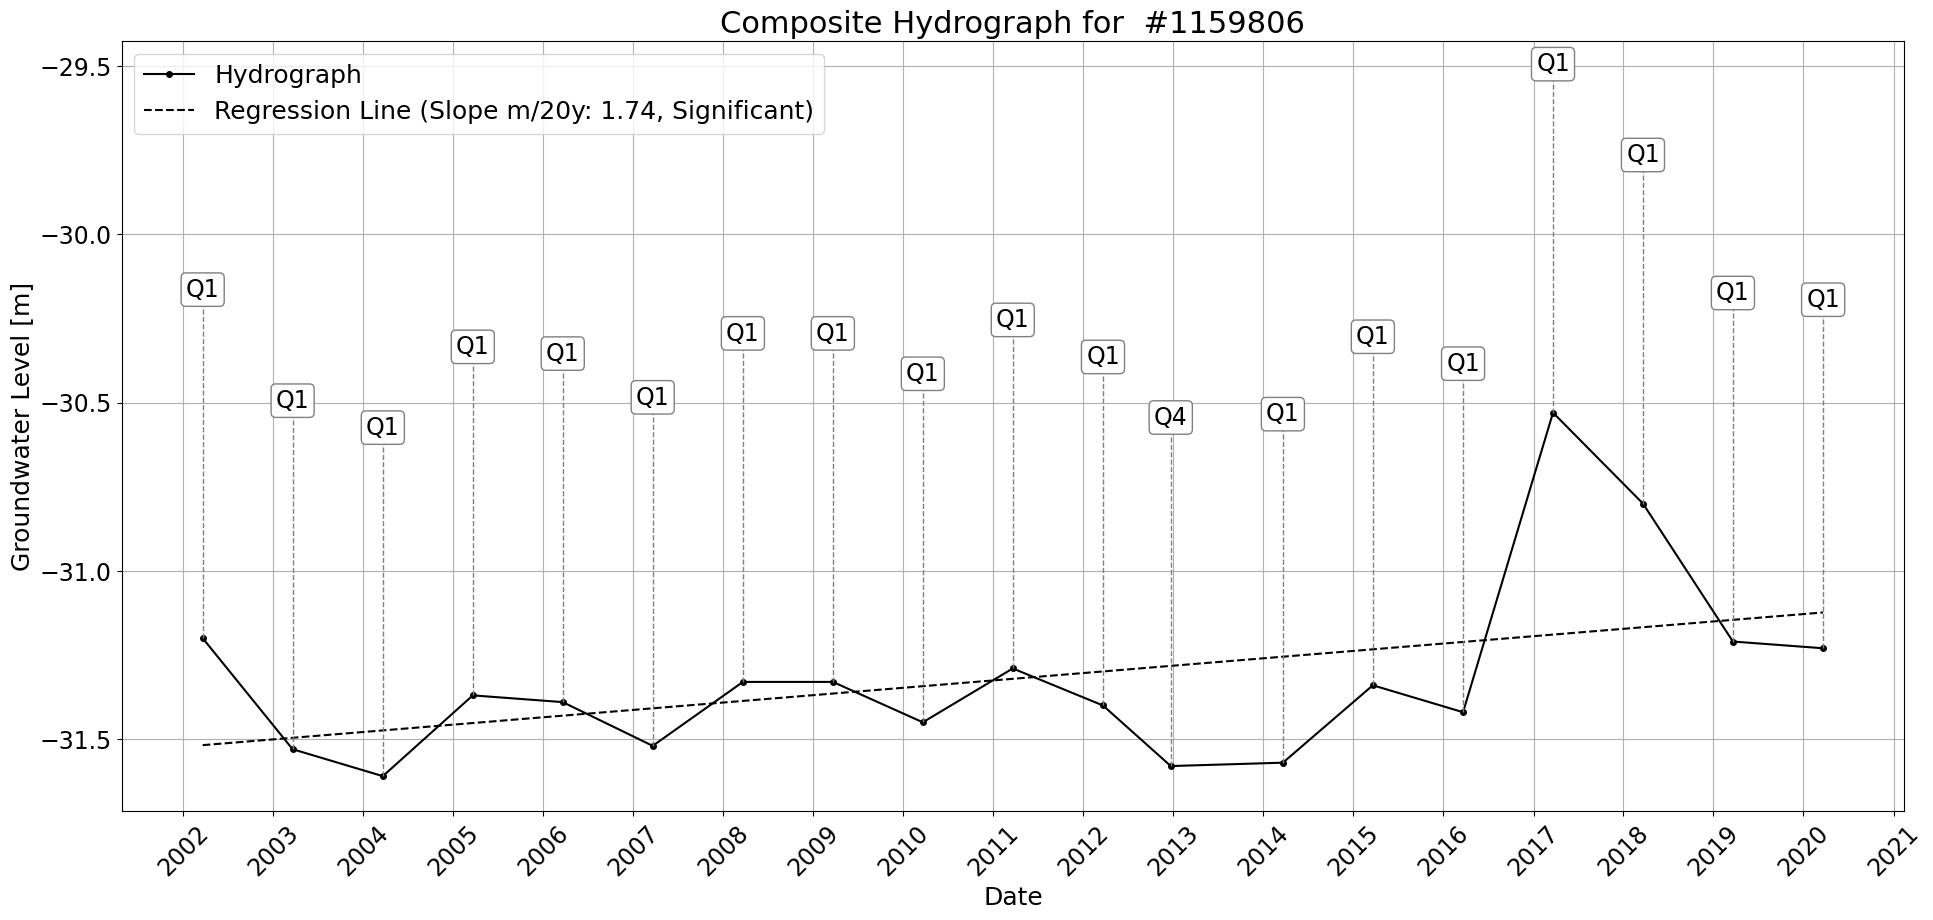 Composite Hydrograph for  #1159806
Hydrograph
Regression Line (Slope m/20y: 1.74, Significant)
Groundwater Level [m]
−29.5
−30.0
−30.5
−31.0
−31.5
Q1
Q1
Q1
Q1
Q1
Q1
Q1
Q1
Q1
Q1
Q1
Q4
Q1
Q1
Q1
Q1
Q1
Q1
Q1
2002
2003
2004
2005
2006
2007
2008
2009
2010
2011
2012
2013
2014
2015
2016
2017
2018
2019
2020
2021
Date